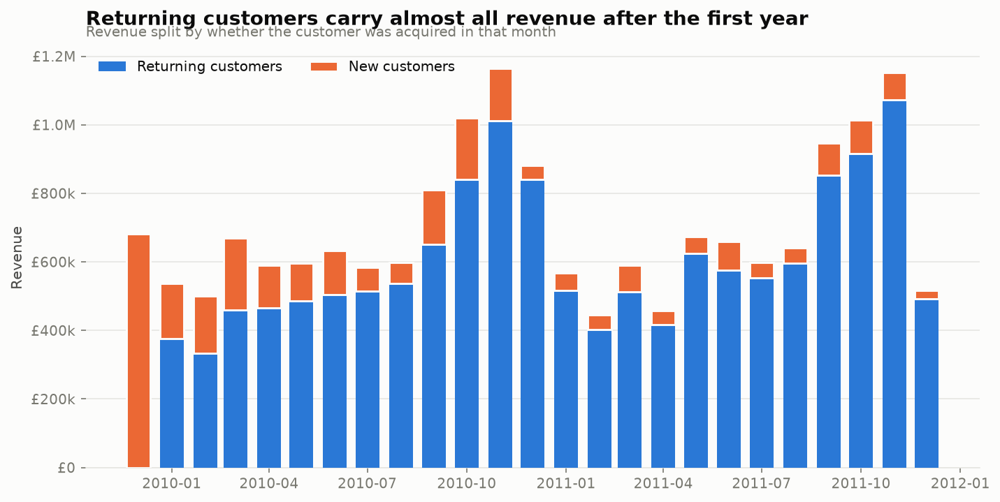 Returning customers carry almost all revenue after the first year
Revenue split by whether the customer was acquired in that month
Returning customers
New customers
Revenue
£1.2M
£1.0M
£800k
£600k
£400k
£200k
£0
2010-01
2010-04
2010-07
2010-10
2011-01
2011-04
2011-07
2011-10
2012-01